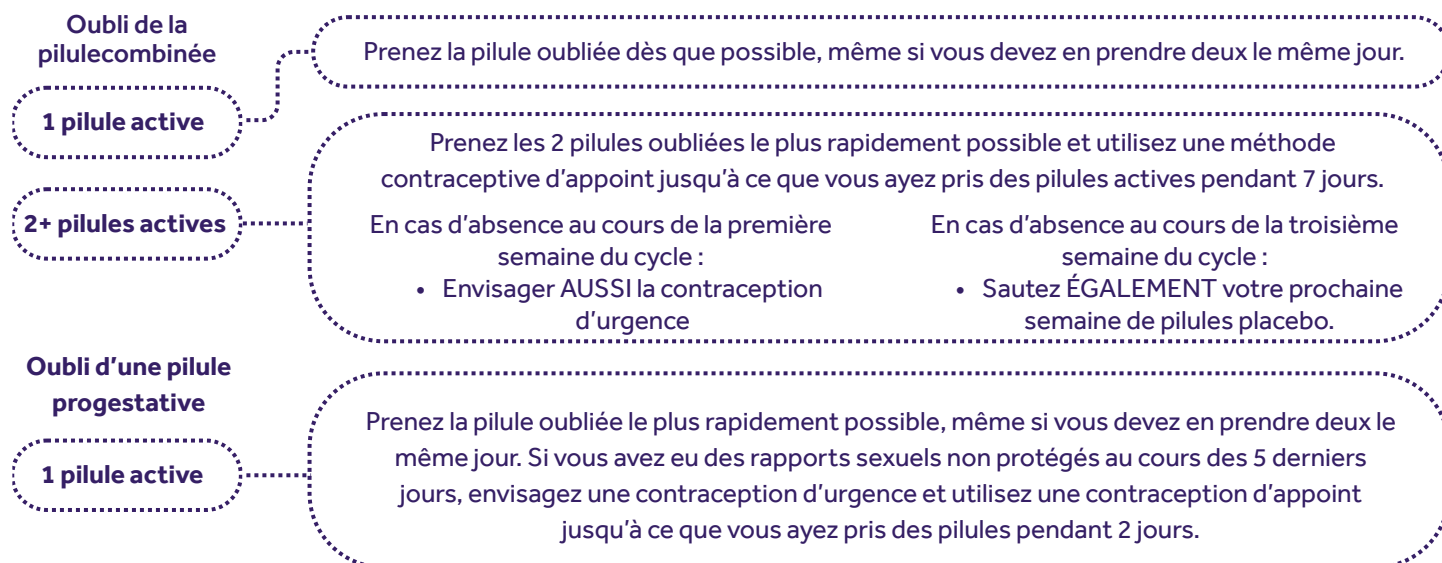 Oubli de la
pilulecombinée
Prenez la pilule oubliée dès que possible, même si vous devez en prendre deux le même jour.
1 pilule active
Prenez les 2 pilules oubliées le plus rapidement possible et utilisez une méthode
contraceptive d'appoint jusqu'à ce que vous ayez pris des pilules actives pendant 7 jours.
2+ pilules actives
En cas d'absence au cours de la première
semaine du cycle :
• Envisager AUSSI la contraception
d'urgence
En cas d'absence au cours de la troisième
semaine du cycle :
• Sautez ÉGALEMENT votre prochaine
semaine de pilules placebo.
Oubli d'une pilule
progestative
1 pilule active
Prenez la pilule oubliée le plus rapidement possible, même si vous devez en prendre deux le
même jour. Si vous avez eu des rapports sexuels non protégés au cours des 5 derniers
jours, envisagez une contraception d'urgence et utilisez une contraception d'appoint
jusqu'à ce que vous ayez pris des pilules pendant 2 jours.